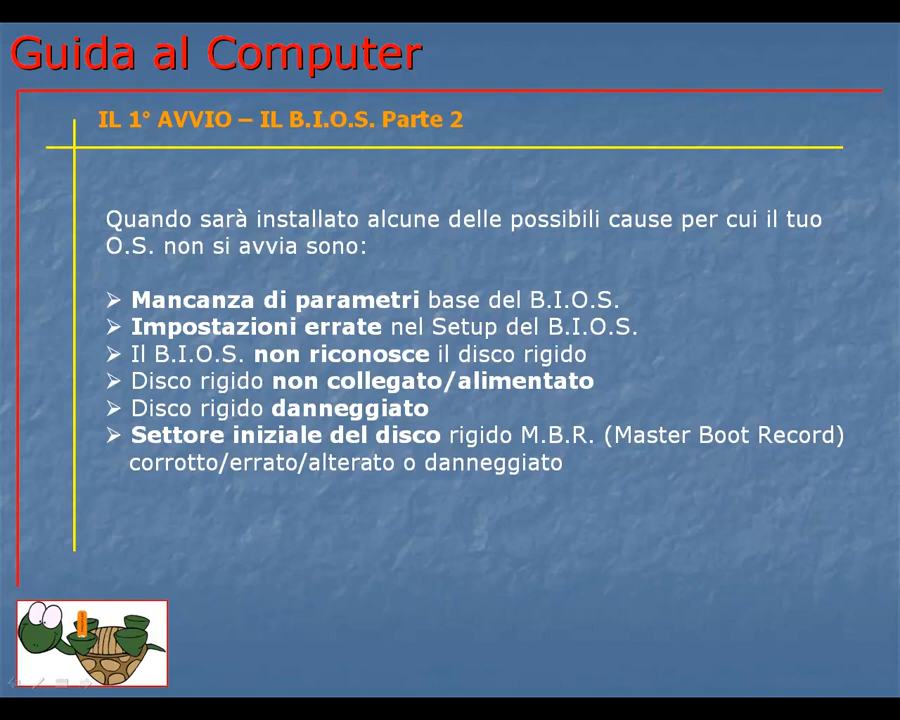 Guida al Computer
IL 1° AVVIO – IL B.I.O.S. Parte 2
Quando sarà installato alcune delle possibili cause per cui il tuo
O.S. non si avvia sono:
➢ Mancanza di parametri base del B.I.O.S.
➢ Impostazioni errate nel Setup del B.I.O.S.
➢ Il B.I.O.S. non riconosce il disco rigido
➢ Disco rigido non collegato/alimentato
➢ Disco rigido danneggiato
➢ Settore iniziale del disco rigido M.B.R. (Master Boot Record)
corrotto/errato/alterato o danneggiato